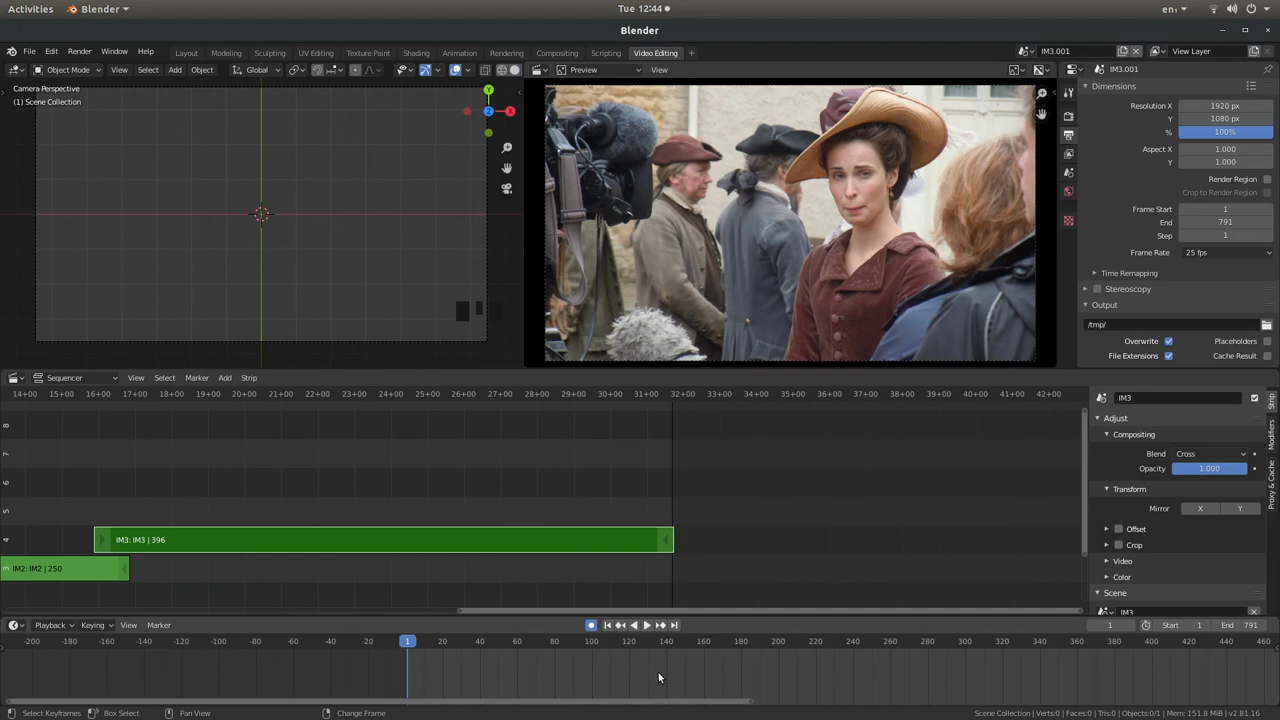 Activities Blender Tue 12:44 en₁
Blender
File Edit Render Window Help Layout Modeling Sculpting UV Editing Texture Paint Shading Animation Rendering Compositing Scripting Video Editing + IM3.001 View Layer
Object Mode View Select Add Object Global Preview View IM3.001
Camera Perspective
(1) Scene Collection
Y
X
Z
Dimensions
Resolution X 1920 px
Y 1080 px
% 100%
Aspect X 1.000
Y 1.000
Render Region
Crop to Render Region
Frame Start 1
End 791
Step 1
Frame Rate 25 fps
Time Remapping
Stereoscopy
Output
/tmp/
Overwrite Placeholders
File Extensions Cache Result
Sequencer View Select Marker Add Strip
14+00 15+00 16+00 17+00 18+00 19+00 20+00 21+00 22+00 23+00 24+00 25+00 26+00 27+00 28+00 29+00 30+00 31+00 32+00 33+00 34+00 35+00 36+00 37+00 38+00 39+00 40+00 41+00 42+00
8
7
6
5
4 IM3: IM3 | 396
3 IM2: IM2 | 250
IM3
Adjust
Compositing
Blend Cross
Opacity 1.000
Transform
Mirror X Y
Offset
Crop
Video
Color
Scene
IM3
Strip
Modifiers
Proxy & Cache
Playback Keying View Marker 1 Start 1 End 791
-200 -180 -160 -140 -120 -100 -80 -60 -40 -20 1 20 40 60 80 100 120 140 160 180 200 220 240 260 280 300 320 340 360 380 400 420 440 460
Select Keyframes Box Select Pan View Change Frame Scene Collection | Verts:0 | Faces:0 | Tris:0 | Objects:0/1 | Mem: 151.8 MiB | v2.81.16